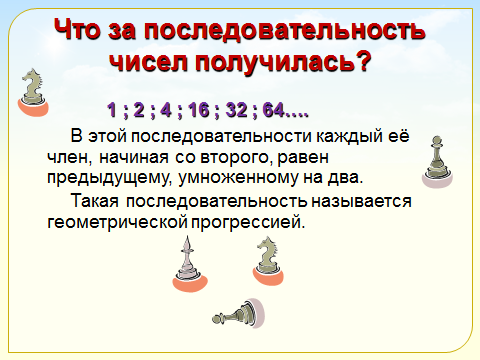 Что за последовательность
чисел получилась?
1 ; 2 ; 4 ; 16 ; 32 ; 64....
В этой последовательности каждый её
член, начиная со второго, равен
предыдущему, умноженному на два.
Такая последовательность называется
геометрической прогрессией.